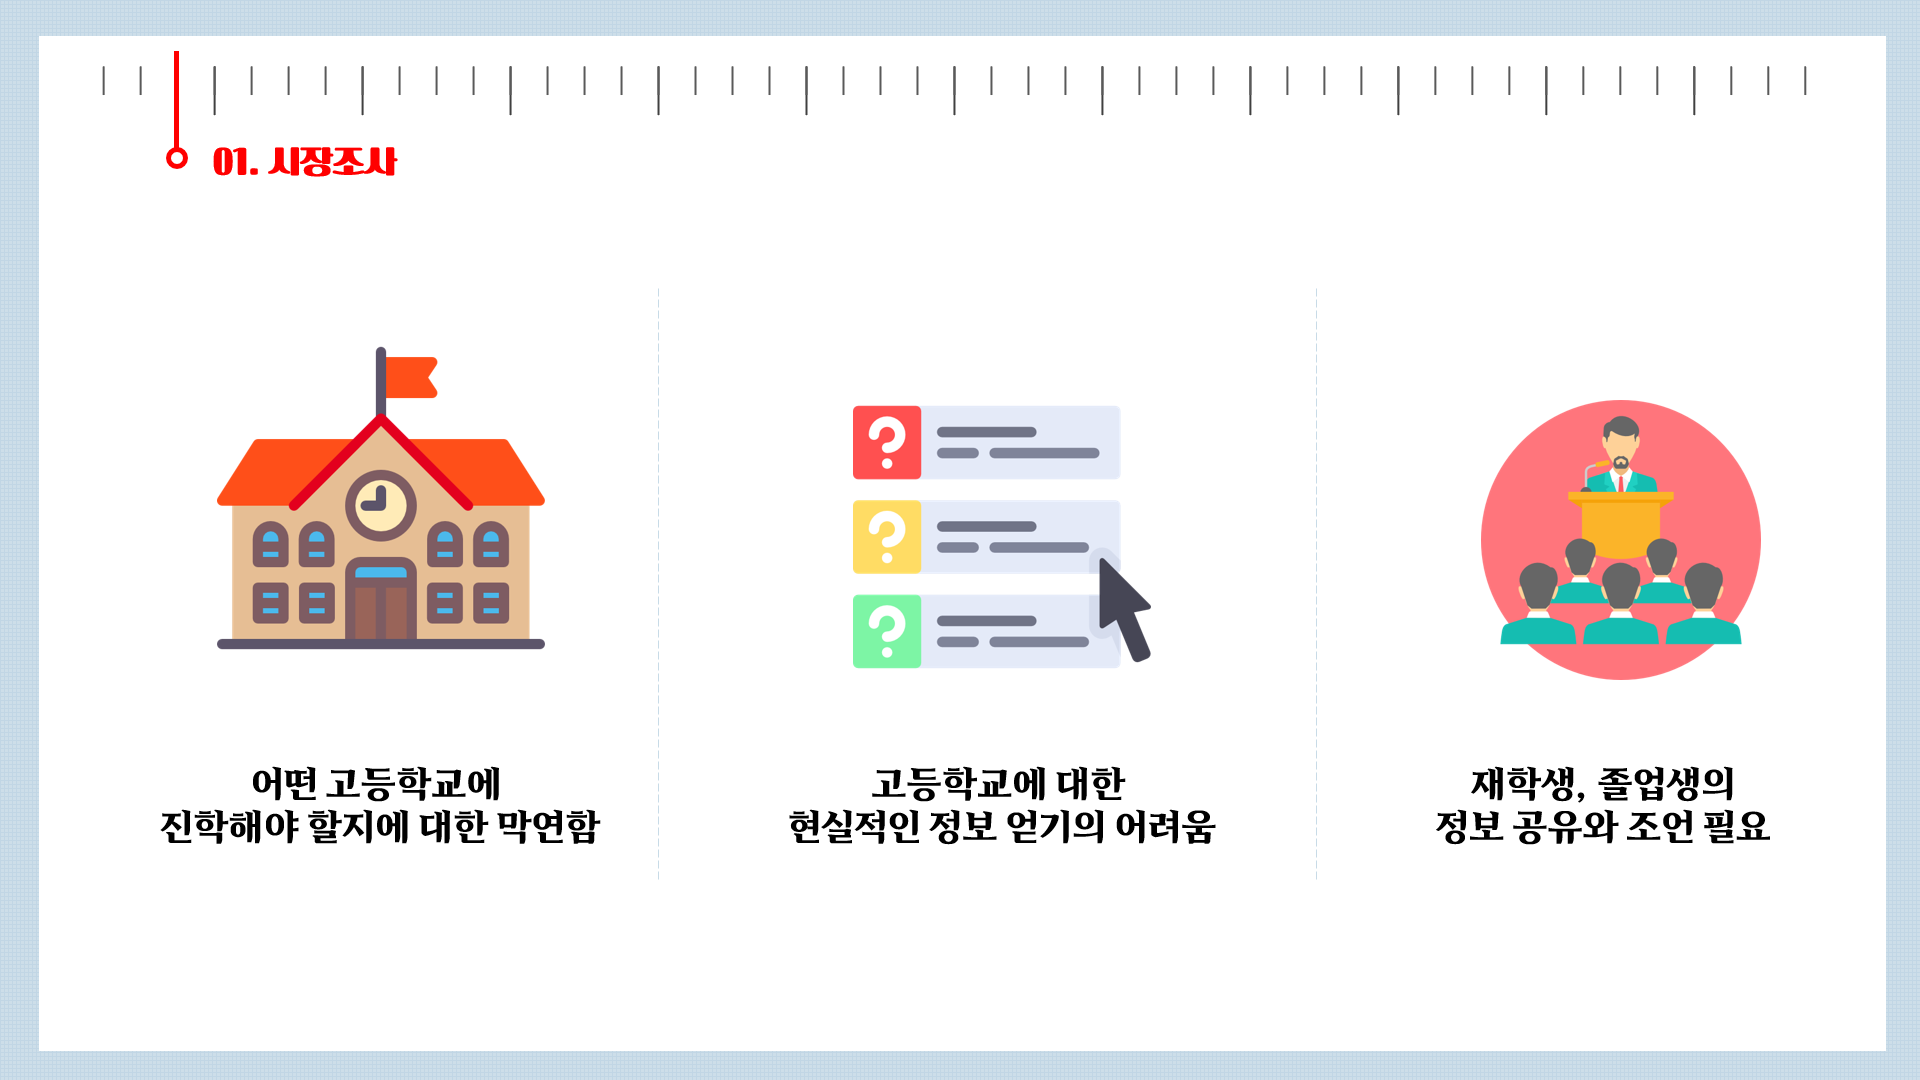 01. 시장조사
어떤 고등학교에
진학해야 할지에 대한 막연함
고등학교에 대한
현실적인 정보 얻기의 어려움
재학생, 졸업생의
정보 공유와 조언 필요